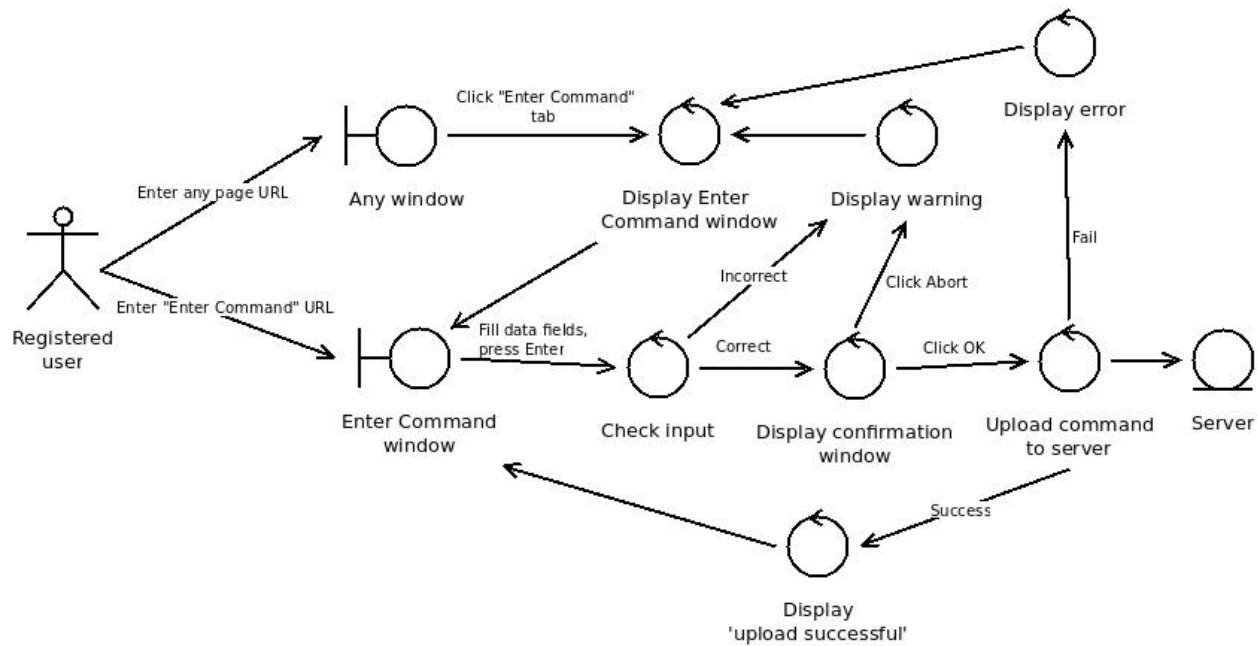 Click "Enter Command"
tab
Display error
Enter any page URL
Any window
Display Enter
Command window
Display warning
Fail
Incorrect
Click Abort
Enter "Enter Command" URL
Registered
user
Fill data fields,
press Enter
Correct
Click OK
Enter Command
window
Check input
Display confirmation
window
Upload command
to server
Server
Success
Display
'upload successful'